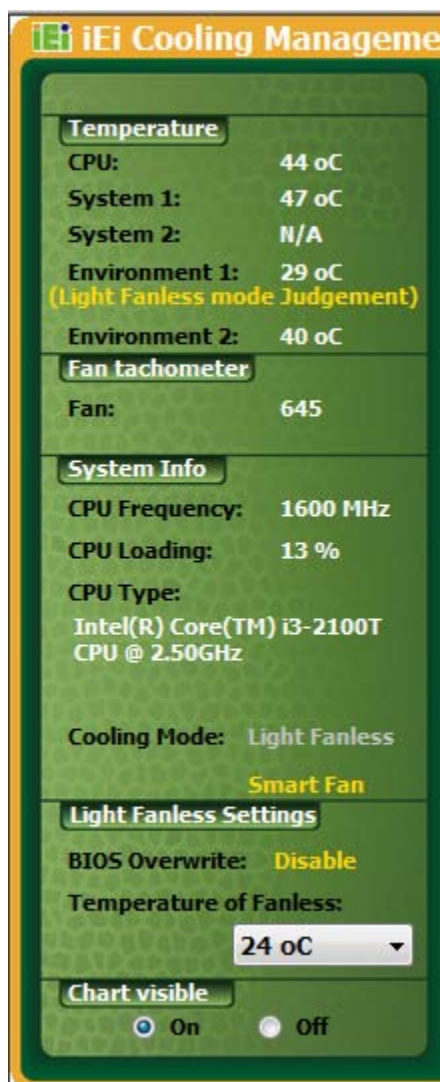 iEi iEi Cooling Manageme
Temperature
CPU: 44 oC
System 1: 47 oC
System 2: N/A
Environment 1: 29 oC
(Light Fanless mode Judgement)
Environment 2: 40 oC
Fan tachometer
Fan: 645
System Info
CPU Frequency: 1600 MHz
CPU Loading: 13 %
CPU Type:
Intel(R) Core(TM) i3-2100T
CPU @ 2.50GHz
Cooling Mode: Light Fanless
Smart Fan
Light Fanless Settings
BIOS Overwrite: Disable
Temperature of Fanless:
24 oC
Chart visible
On Off